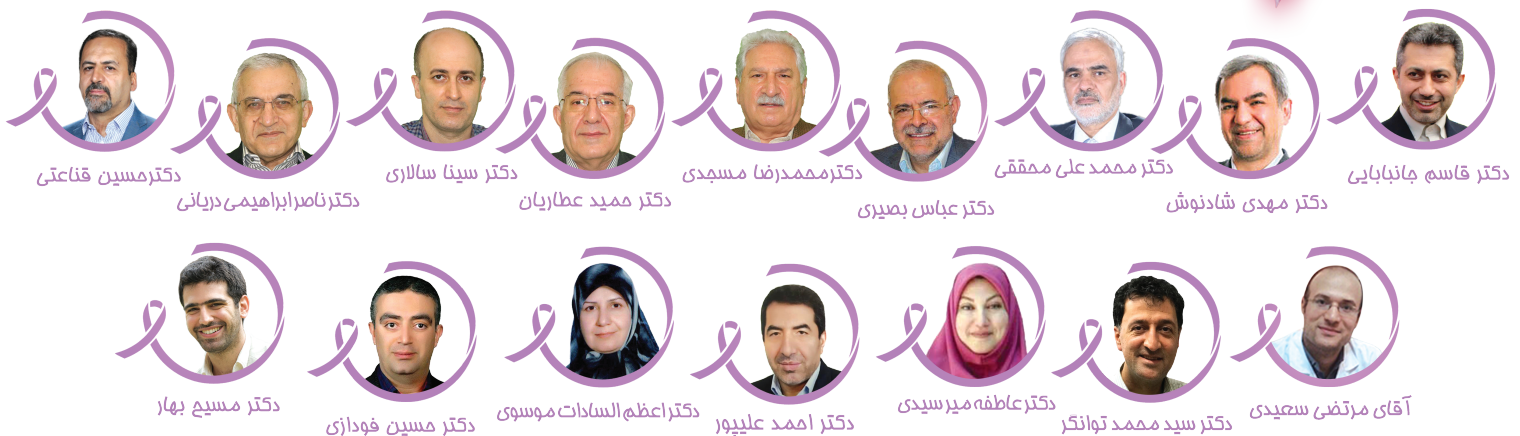 دکتر قاسم جانبابایی
دکتر مهدی شادنوش
دکتر محمد علی محققی
دکتر عباس بصیری
دکترمحمدرضا مسجدی
دکتر حمید عطاریان
دکتر سینا سالاری
دکترناصرابراهیمی دریانی
دکترحسین قناعتی
آقای مرتضی سعیدی
دکتر سید محمد توانگر
دکترعاطفه میرسیدی
دکتر احمد علیپور
دکتراعظم السادات موسوی
دکتر حسین فودازی
دکتر مسیح بهار